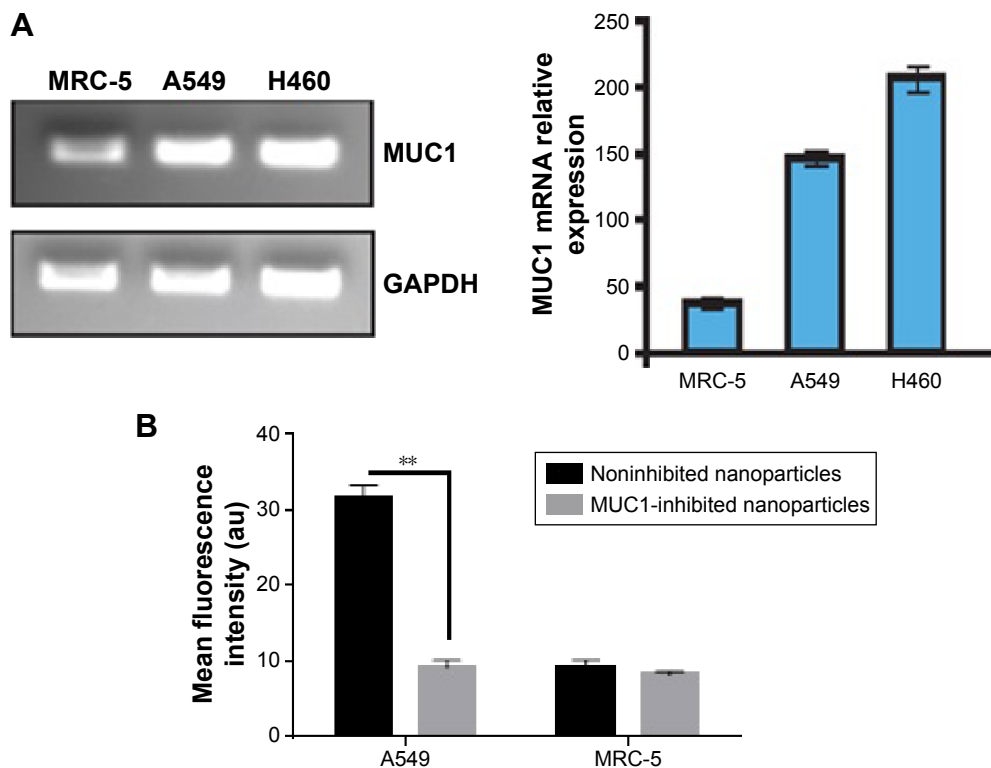 A
MRC-5 A549 H460
MUC1
GAPDH
MUC1 mRNA relative
expression
250
200
150
100
50
0
MRC-5 A549 H460
B
Mean fluorescence
intensity (au)
40
30
20
10
0
**
Noninhibited nanoparticles
MUC1-inhibited nanoparticles
A549 MRC-5